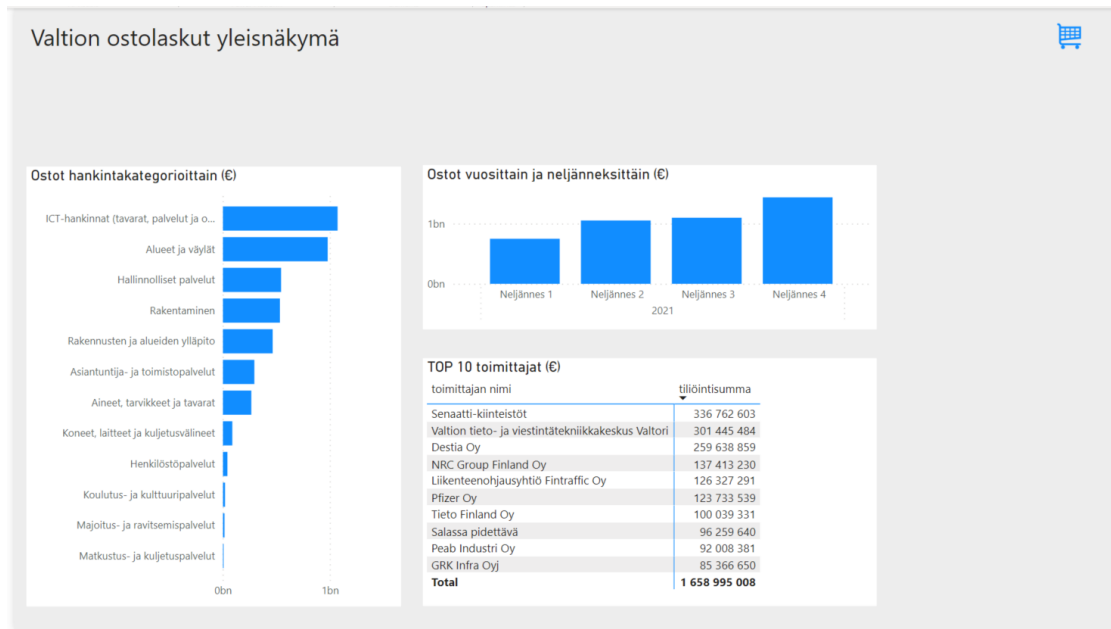 Valtion ostolaskut yleisnäkymä
Ostot hankintakategorioittain (€)
ICT-hankinnat (tavarat, palvelut ja o...
Alueet ja väylät
Hallinnolliset palvelut
Rakentaminen
Rakennusten ja alueiden ylläpito
Asiantuntija- ja toimistopalvelut
Aineet, tarvikkeet ja tavarat
Koneet, laitteet ja kuljetusvälineet
Henkilöstöpalvelut
Koulutus- ja kulttuuripalvelut
Majoitus- ja ravitsemispalvelut
Matkustus- ja kuljetuspalvelut
0bn 1bn
Ostot vuosittain ja neljänneksittäin (€)
1bn
0bn
Neljännes 1 Neljännes 2 Neljännes 3 Neljännes 4
2021
TOP 10 toimittajat (€)
toimittajan nimi tiliöintisumma
Senaatti-kiinteistöt 336 762 603
Valtion tieto- ja viestintätekniikkakeskus Valtori 301 445 484
Destia Oy 259 638 859
NRC Group Finland Oy 137 413 230
Liikenteenohjausyhtiö Fintraffic Oy 126 327 291
Pfizer Oy 123 733 539
Tieto Finland Oy 100 039 331
Salassa pidettävä 96 259 640
Peab Industri Oy 92 008 381
GRK Infra Oyj 85 366 650
Total 1 658 995 008